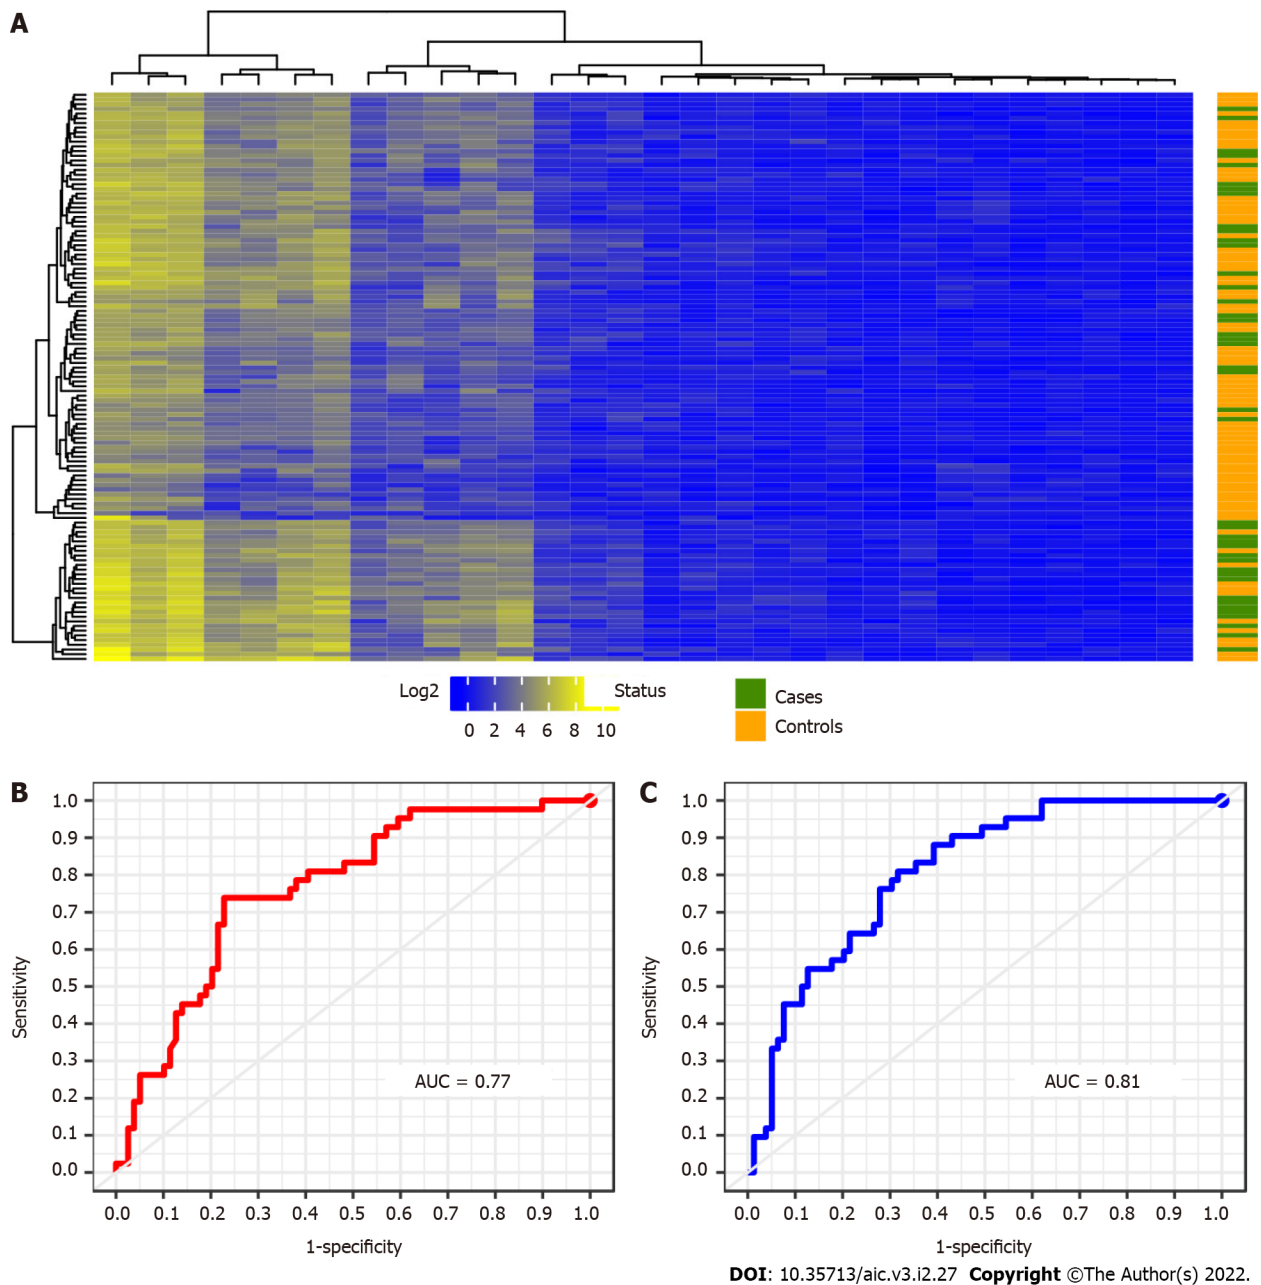 A
Log2
Status
0 2 4 6 8 10
Cases
Controls
B
1.0
0.9
0.8
0.7
0.6
0.5
0.4
0.3
0.2
0.1
0.0
Sensitivity
AUC = 0.77
0.0 0.1 0.2 0.3 0.4 0.5 0.6 0.7 0.8 0.9 1.0
1-specificity
C
1.0
0.9
0.8
0.7
0.6
0.5
0.4
0.3
0.2
0.1
0.0
Sensitivity
AUC = 0.81
0.0 0.1 0.2 0.3 0.4 0.5 0.6 0.7 0.8 0.9 1.0
1-specificity
DOI: 10.35713/aic.v3.i2.27 Copyright ©The Author(s) 2022.